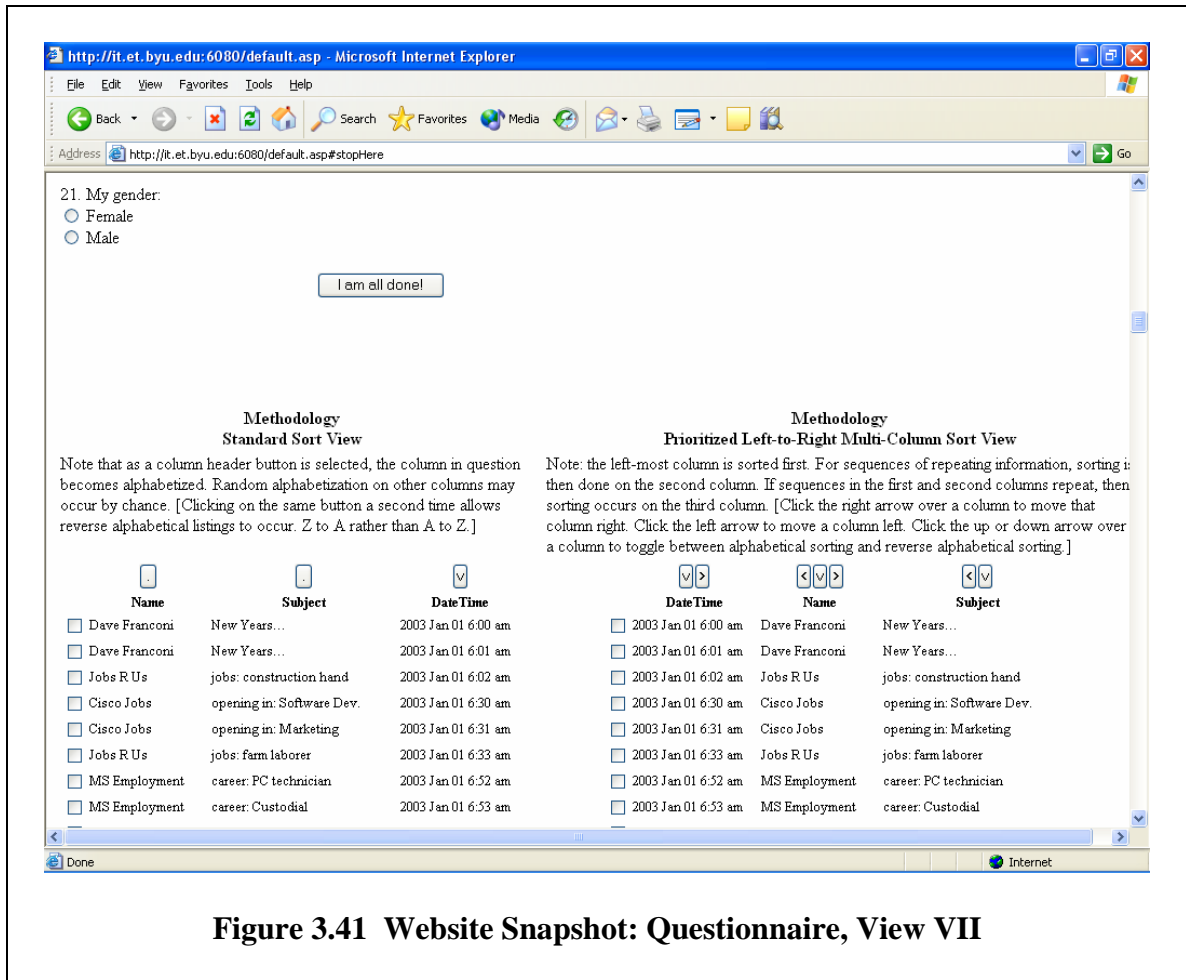 http://it.et.byu.edu:6080/default.asp - Microsoft Internet Explorer
File Edit View Favorites Tools Help
Back Search Favorites Media
Address http://it.et.byu.edu:6080/default.asp#stopHere Go
21. My gender:
Female
Male
I am all done!
Methodology
Standard Sort View
Note that as a column header button is selected, the column in question
becomes alphabetized. Random alphabetization on other columns may
occur by chance. [Clicking on the same button a second time allows
reverse alphabetical listings to occur. Z to A rather than A to Z.]
. . v
Name Subject DateTime
Dave Franconi New Years... 2003 Jan 01 6:00 am
Dave Franconi New Years... 2003 Jan 01 6:01 am
Jobs R Us jobs: construction hand 2003 Jan 01 6:02 am
Cisco Jobs opening in: Software Dev. 2003 Jan 01 6:30 am
Cisco Jobs opening in: Marketing 2003 Jan 01 6:31 am
Jobs R Us jobs: farm laborer 2003 Jan 01 6:33 am
MS Employment career: PC technician 2003 Jan 01 6:52 am
MS Employment career: Custodial 2003 Jan 01 6:53 am
Methodology
Prioritized Left-to-Right Multi-Column Sort View
Note: the left-most column is sorted first. For sequences of repeating information, sorting is
then done on the second column. If sequences in the first and second columns repeat, then
sorting occurs on the third column. [Click the right arrow over a column to move that
column right. Click the left arrow to move a column left. Click the up or down arrow over
a column to toggle between alphabetical sorting and reverse alphabetical sorting.]
v > < v > < v
DateTime Name Subject
2003 Jan 01 6:00 am Dave Franconi New Years...
2003 Jan 01 6:01 am Dave Franconi New Years...
2003 Jan 01 6:02 am Jobs R Us jobs: construction hand
2003 Jan 01 6:30 am Cisco Jobs opening in: Software Dev.
2003 Jan 01 6:31 am Cisco Jobs opening in: Marketing
2003 Jan 01 6:33 am Jobs R Us jobs: farm laborer
2003 Jan 01 6:52 am MS Employment career: PC technician
2003 Jan 01 6:53 am MS Employment career: Custodial
Done Internet
Figure 3.41 Website Snapshot: Questionnaire, View VII